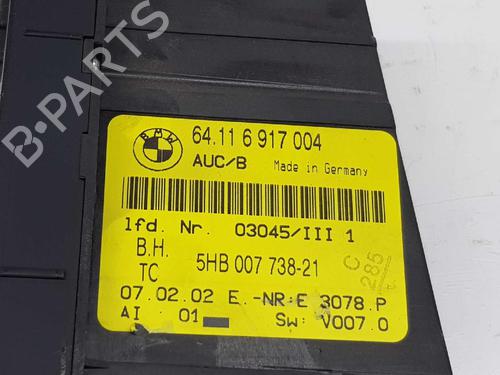 BMW
64.11 6 917 004
AUC/B Made in Germany
lfd. Nr. 03045/III 1
B.H.
TC 5HB 007 738-21
C 285
07.02.02 E.-NR:E 3078.P
AI : 01 SW: V007.0
B-PARTS